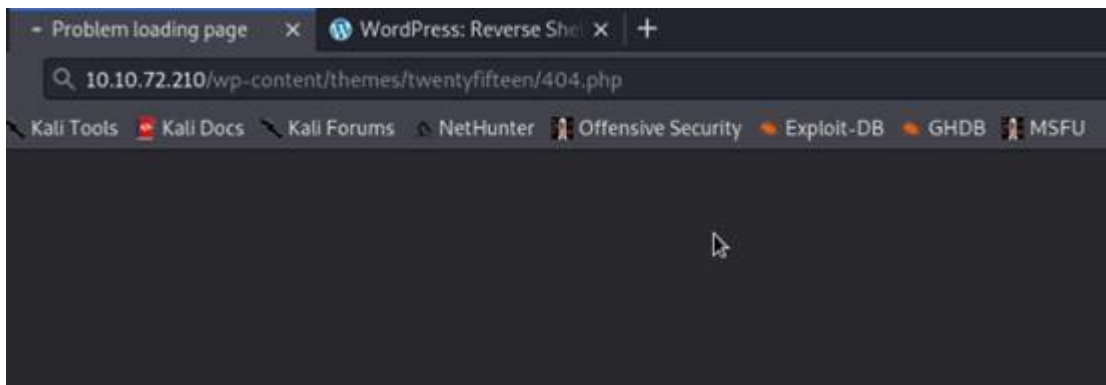 Problem loading page WordPress: Reverse She
10.10.72.210/wp-content/themes/twentyfifteen/404.php
Kali Tools Kali Docs Kali Forums NetHunter Offensive Security Exploit-DB GHDB MSFU